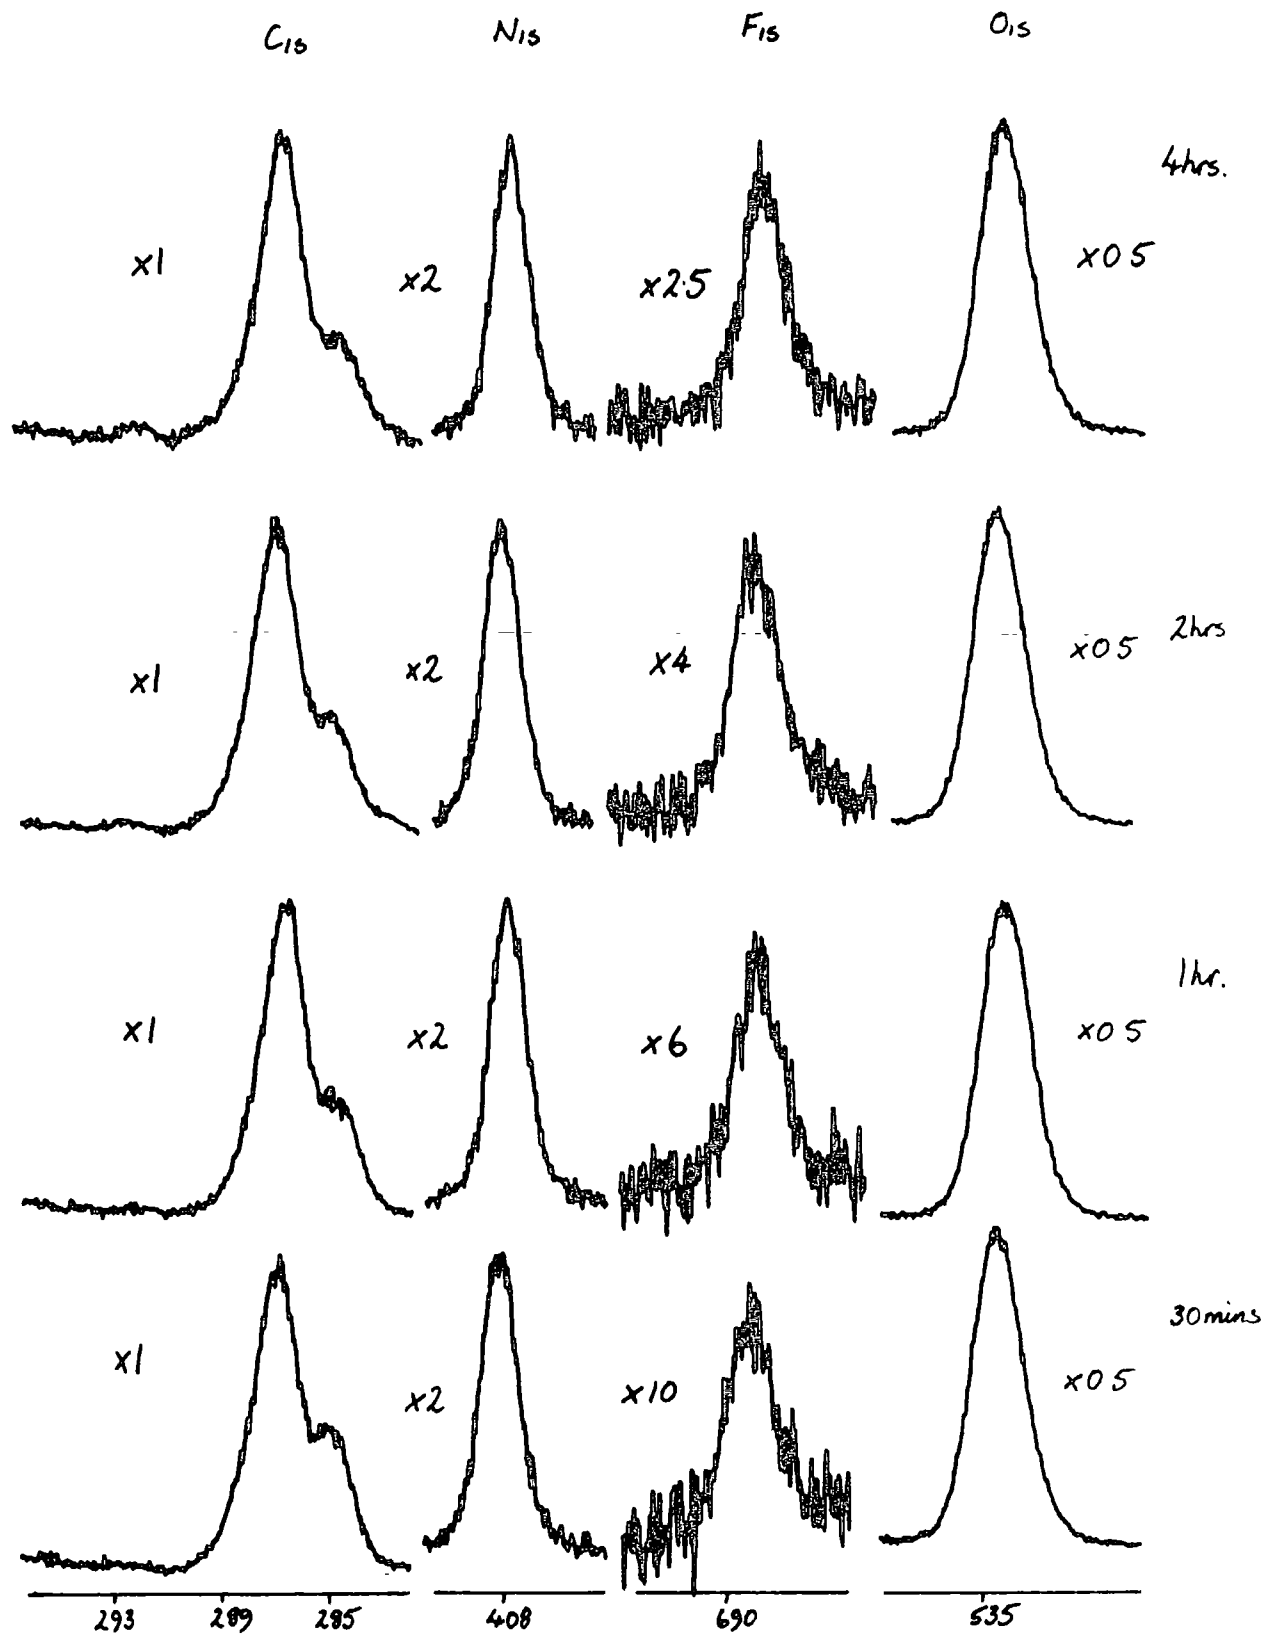 C1s N1s F1s O1s
4hrs.
x1 x2 x2.5 x0 5
2hrs
x1 x2 x4 x0 5
1hr.
x1 x2 x6 x0 5
30mins
x1 x2 x10 x0 5
293 289 285 408 690 535